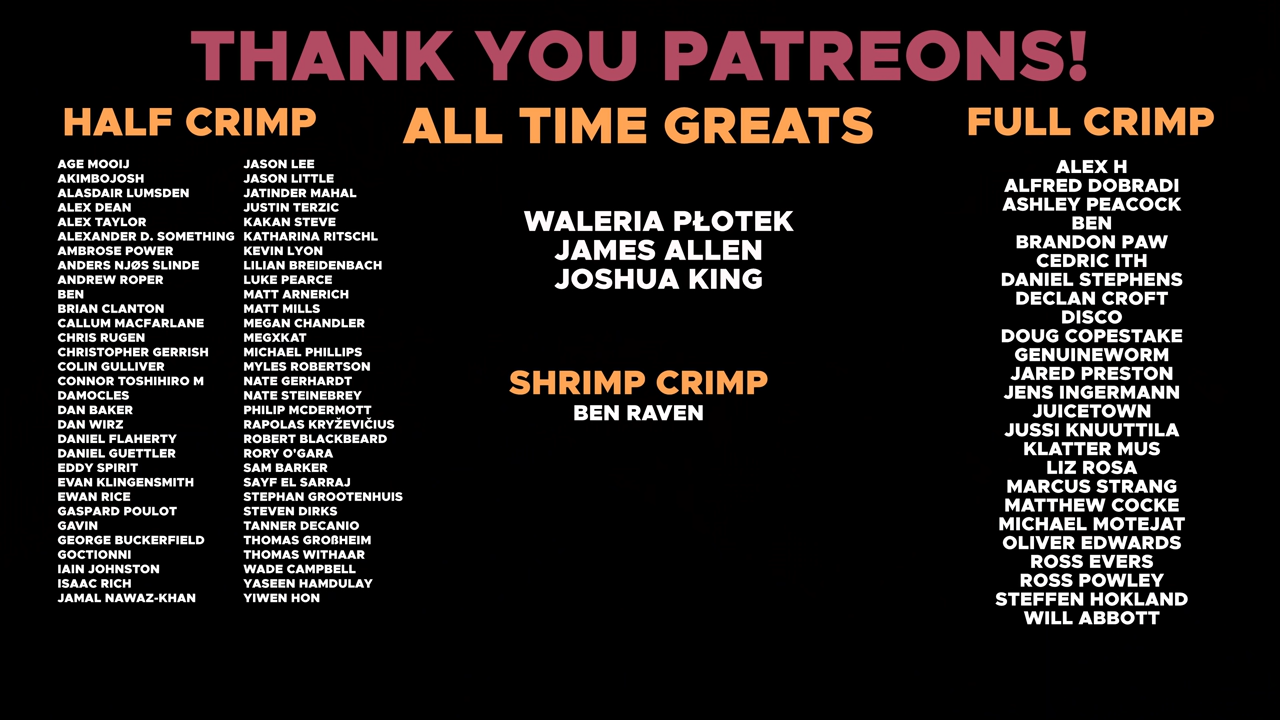 THANK YOU PATREONS!
HALF CRIMP
AGE MOOIJ
AKIMBOJOSH
ALASDAIR LUMSDEN
ALEX DEAN
ALEX TAYLOR
ALEXANDER D. SOMETHING
AMBROSE POWER
ANDERS NJØS SLINDE
ANDREW ROPER
BEN
BRIAN CLANTON
CALLUM MACFARLANE
CHRIS RUGEN
CHRISTOPHER GERRISH
COLIN GULLIVER
CONNOR TOSHIHIRO M
DAMOCLES
DAN BAKER
DAN WIRZ
DANIEL FLAHERTY
DANIEL GUETTLER
EDDY SPIRIT
EVAN KLINGENSMITH
EWAN RICE
GASPARD POULOT
GAVIN
GEORGE BUCKERFIELD
GOCTIONNI
IAIN JOHNSTON
ISAAC RICH
JAMAL NAWAZ-KHAN
JASON LEE
JASON LITTLE
JATINDER MAHAL
JUSTIN TERZIC
KAKAN STEVE
KATHARINA RITSCHL
KEVIN LYON
LILIAN BREIDENBACH
LUKE PEARCE
MATT ARNERICH
MATT MILLS
MEGAN CHANDLER
MEGXKAT
MICHAEL PHILLIPS
MYLES ROBERTSON
NATE GERHARDT
NATE STEINEBREY
PHILIP MCDERMOTT
RAPOLAS KRYŽEVIČIUS
ROBERT BLACKBEARD
RORY O'GARA
SAM BARKER
SAYF EL SARRAJ
STEPHAN GROOTENHUIS
STEVEN DIRKS
TANNER DECANIO
THOMAS GROßHEIM
THOMAS WITHAAR
WADE CAMPBELL
YASEEN HAMDULAY
YIWEN HON
ALL TIME GREATS
WALERIA PŁOTEK
JAMES ALLEN
JOSHUA KING
SHRIMP CRIMP
BEN RAVEN
FULL CRIMP
ALEX H
ALFRED DOBRADI
ASHLEY PEACOCK
BEN
BRANDON PAW
CEDRIC ITH
DANIEL STEPHENS
DECLAN CROFT
DISCO
DOUG COPESTAKE
GENUINEWORM
JARED PRESTON
JENS INGERMANN
JUICETOWN
JUSSI KNUUTTILA
KLATTER MUS
LIZ ROSA
MARCUS STRANG
MATTHEW COCKE
MICHAEL MOTEJAT
OLIVER EDWARDS
ROSS EVERS
ROSS POWLEY
STEFFEN HOKLAND
WILL ABBOTT